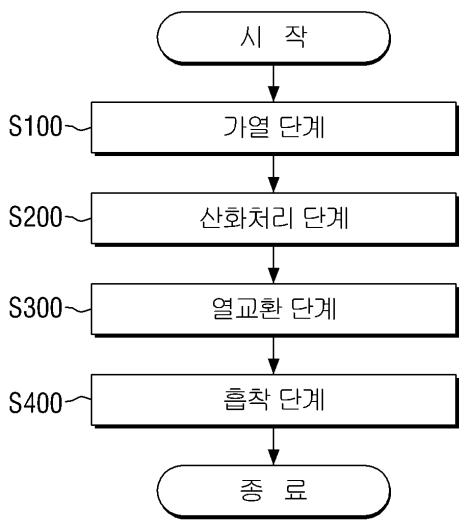 시 작
S100 가열 단계
S200 산화처리 단계
S300 열교환 단계
S400 흡착 단계
종 료